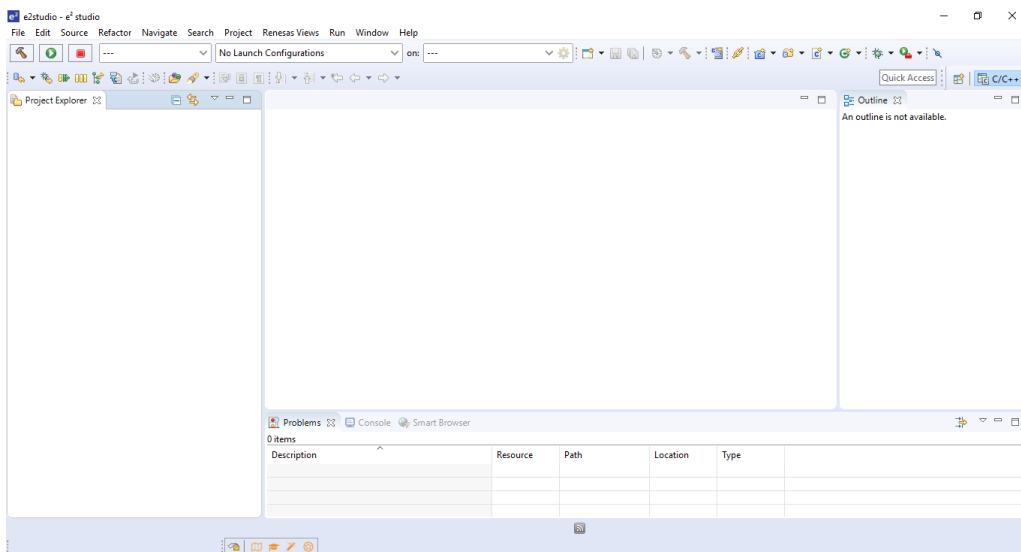 e2studio - e² studio
File Edit Source Refactor Navigate Search Project Renesas Views Run Window Help
--- No Launch Configurations on: ---
Quick Access C/C++
Project Explorer
Outline
An outline is not available.
Problems Console Smart Browser
0 items
Description Resource Path Location Type